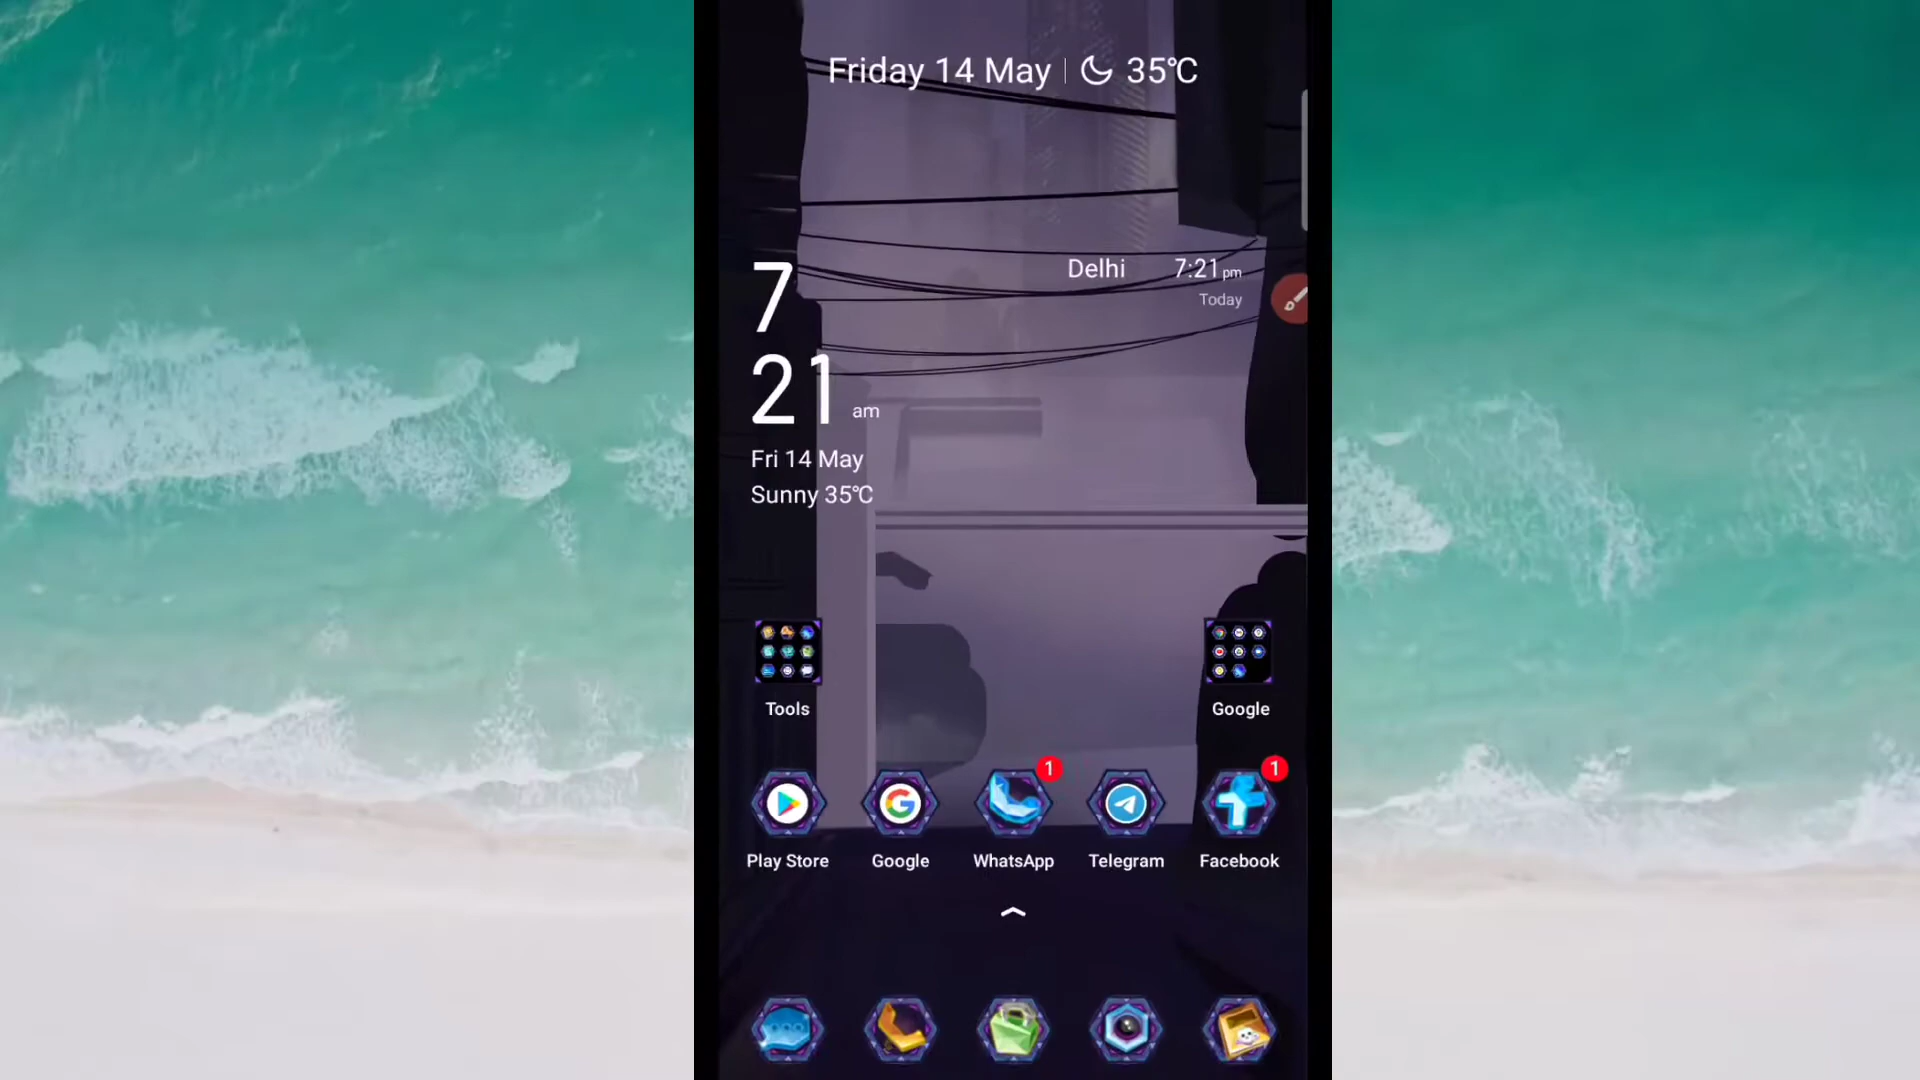 Friday 14 May | 35℃
7
21 am
Delhi 7:21 pm
Today
Fri 14 May
Sunny 35℃
Tools
Google
1
1
Play Store
Google
WhatsApp
Telegram
Facebook